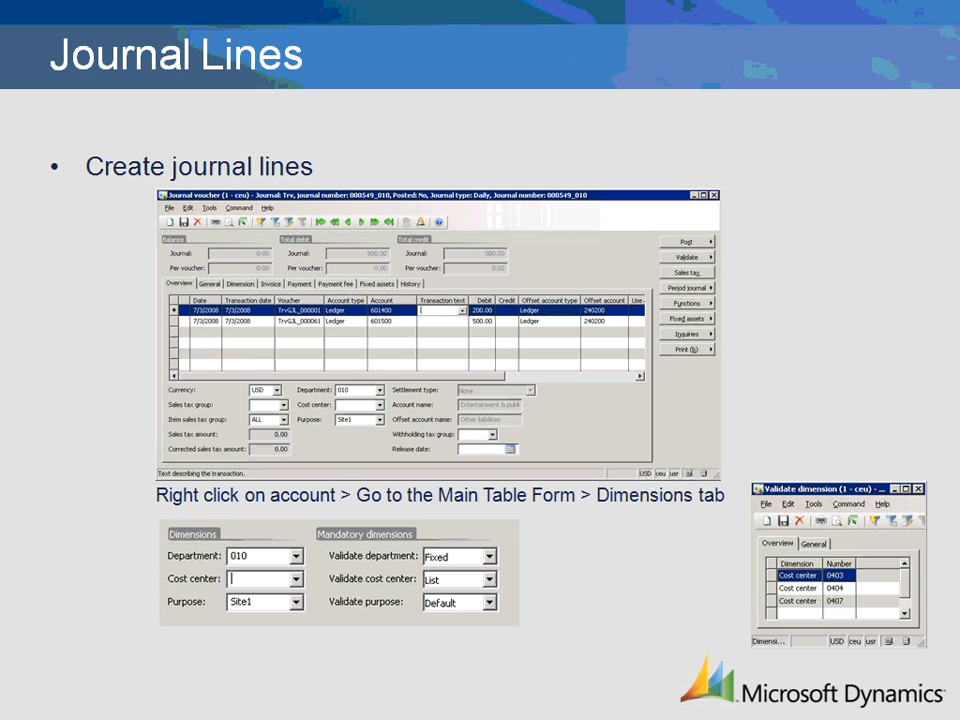 Journal Lines
• Create journal lines
Journal voucher (1 - ceu) - Journal: Trv, journal number: 000549_010, Posted: No, Journal type: Daily, Journal number: 000549_010
File Edit Tools Command Help
Balance Total debit Total credit
Journal: 0.00 Journal: 500.00 Journal: 500.00
Per voucher: 0.00 Per voucher: 0.00 Per voucher: 0.00
Overview General Dimension Invoice Payment Payment fee Fixed assets History
Date Transaction date Voucher Account type Account Transaction text Debit Credit Offset account type Offset account Use
7/3/2008 7/3/2008 TrvGJL_000001 Ledger 601400 200.00 Ledger 240200
7/3/2008 7/3/2008 TrvGJL_000061 Ledger 601500 500.00 Ledger 240200
Post
Validate
Sales tax
Period journal
Functions
Fixed assets
Inquiries
Print (b)
Currency: USD Department: 010 Settlement type: None
Sales tax group: Cost center: Account name: Entertainment & publi
Item sales tax group: ALL Purpose: Site1 Offset account name: Other liablities
Sales tax amount: 0.00 Withholding tax group:
Corrected sales tax amount: 0.00 Release date:
Text describing the transaction. USD ceu usr
Right click on account > Go to the Main Table Form > Dimensions tab
Dimensions Mandatory dimensions
Department: 010 Validate department: Fixed
Cost center: Validate cost center: List
Purpose: Site1 Validate purpose: Default
Validate dimension (1 - ceu) - ...
File Edit Tools Command Help
Overview General
Dimension Number
Cost center 0403
Cost center 0404
Cost center 0407
Dimensi... USD ceu usr
Microsoft Dynamics